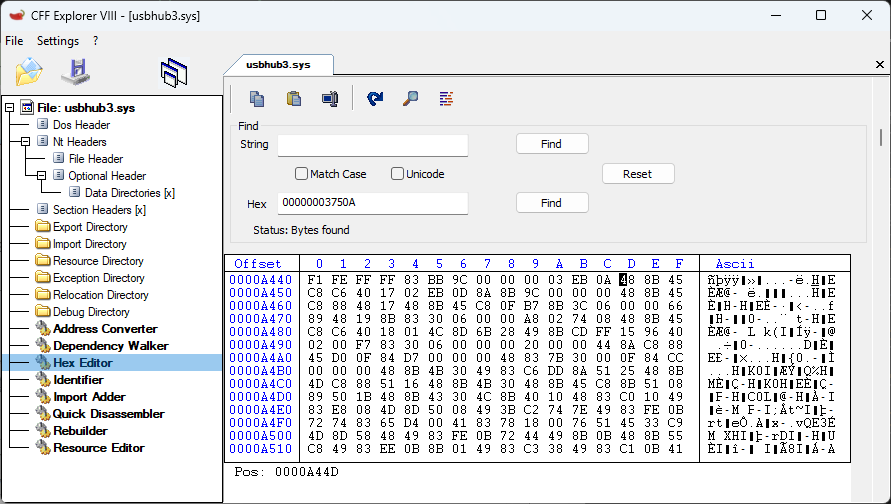 CFF Explorer VIII - [usbhub3.sys]
File Settings ?
usbhub3.sys
File: usbhub3.sys
Dos Header
Nt Headers
File Header
Optional Header
Data Directories [x]
Section Headers [x]
Export Directory
Import Directory
Resource Directory
Exception Directory
Relocation Directory
Debug Directory
Address Converter
Dependency Walker
Hex Editor
Identifier
Import Adder
Quick Disassembler
Rebuilder
Resource Editor
Find
String Find
Match Case Unicode Reset
Hex 00000003750A Find
Status: Bytes found
Offset 0 1 2 3 4 5 6 7 8 9 A B C D E F Ascii
0000A440 F1 FE FF FF 83 BB 9C 00 00 00 03 EB 0A 48 8B 45
0000A450 C8 C6 40 17 02 EB 0D 8A 8B 9C 00 00 00 48 8B 45
0000A460 C8 88 48 17 48 8B 45 C8 0F B7 8B 3C 06 00 00 66
0000A470 89 48 19 8B 83 30 06 00 00 A8 02 74 08 48 8B 45
0000A480 C8 C6 40 18 01 4C 8D 6B 28 49 8B CD FF 15 96 40
0000A490 02 00 F7 83 30 06 00 00 00 20 00 00 44 8A C8 88
0000A4A0 45 D0 0F 84 D7 00 00 00 48 83 7B 30 00 0F 84 CC
0000A4B0 00 00 00 48 8B 4B 30 49 83 C6 DD 8A 51 25 48 8B
0000A4C0 4D C8 88 51 16 48 8B 4B 30 48 8B 45 C8 8B 51 08
0000A4D0 89 50 1B 48 8B 43 30 4C 8B 40 10 48 83 C0 10 49
0000A4E0 83 E8 08 4D 8D 50 08 49 3B C2 74 7E 49 83 FE 0B
0000A4F0 72 74 83 65 D4 00 41 83 78 18 00 76 51 45 33 C9
0000A500 4D 8D 58 48 49 83 FE 0B 72 44 49 8B 0B 48 8B 55
0000A510 C8 49 83 EE 0B 8B 01 49 83 C3 38 49 83 C1 0B 41
Pos: 0000A44D